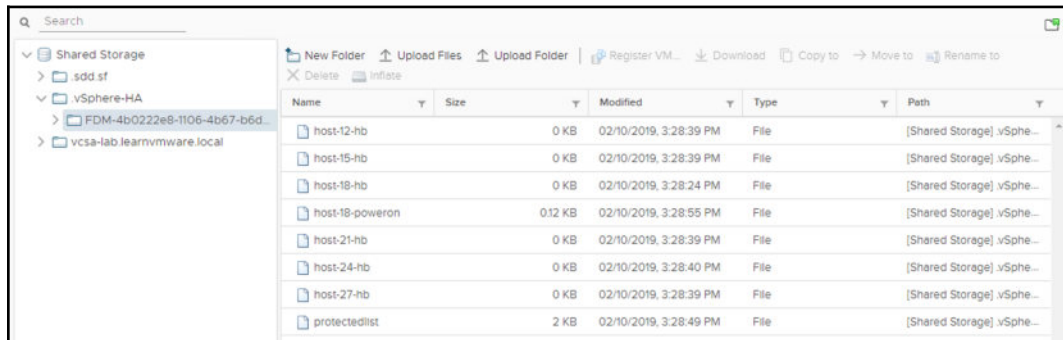 Search
Shared Storage
.sdd.sf
.vSphere-HA
FDM-4b0222e8-1106-4b67-b6d...
vcsa-lab.learnvmware.local
New Folder Upload Files Upload Folder Register VM... Download Copy to Move to Rename to
Delete Inflate
Name Size Modified Type Path
host-12-hb 0 KB 02/10/2019, 3:28:39 PM File [Shared Storage] .vSphe...
host-15-hb 0 KB 02/10/2019, 3:28:39 PM File [Shared Storage] .vSphe...
host-18-hb 0 KB 02/10/2019, 3:28:24 PM File [Shared Storage] .vSphe...
host-18-poweron 0.12 KB 02/10/2019, 3:28:55 PM File [Shared Storage] .vSphe...
host-21-hb 0 KB 02/10/2019, 3:28:39 PM File [Shared Storage] .vSphe...
host-24-hb 0 KB 02/10/2019, 3:28:40 PM File [Shared Storage] .vSphe...
host-27-hb 0 KB 02/10/2019, 3:28:39 PM File [Shared Storage] .vSphe...
protectedlist 2 KB 02/10/2019, 3:28:49 PM File [Shared Storage] .vSphe...